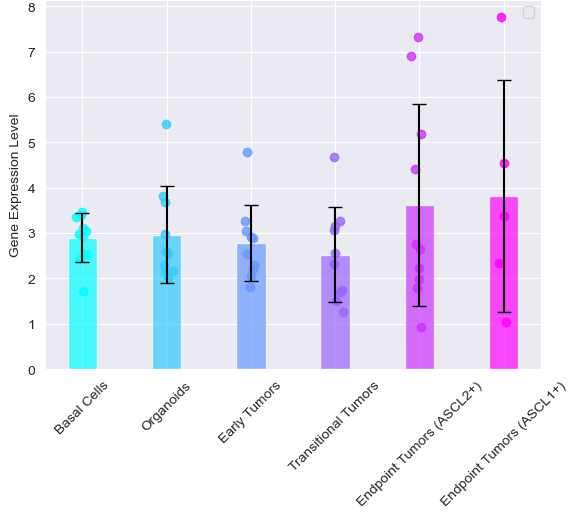 8
7
6
5
4
3
2
1
0
Gene Expression Level
Basal Cells
Organoids
Early Tumors
Transitional Tumors
Endpoint Tumors (ASCL2+)
Endpoint Tumors (ASCL1+)